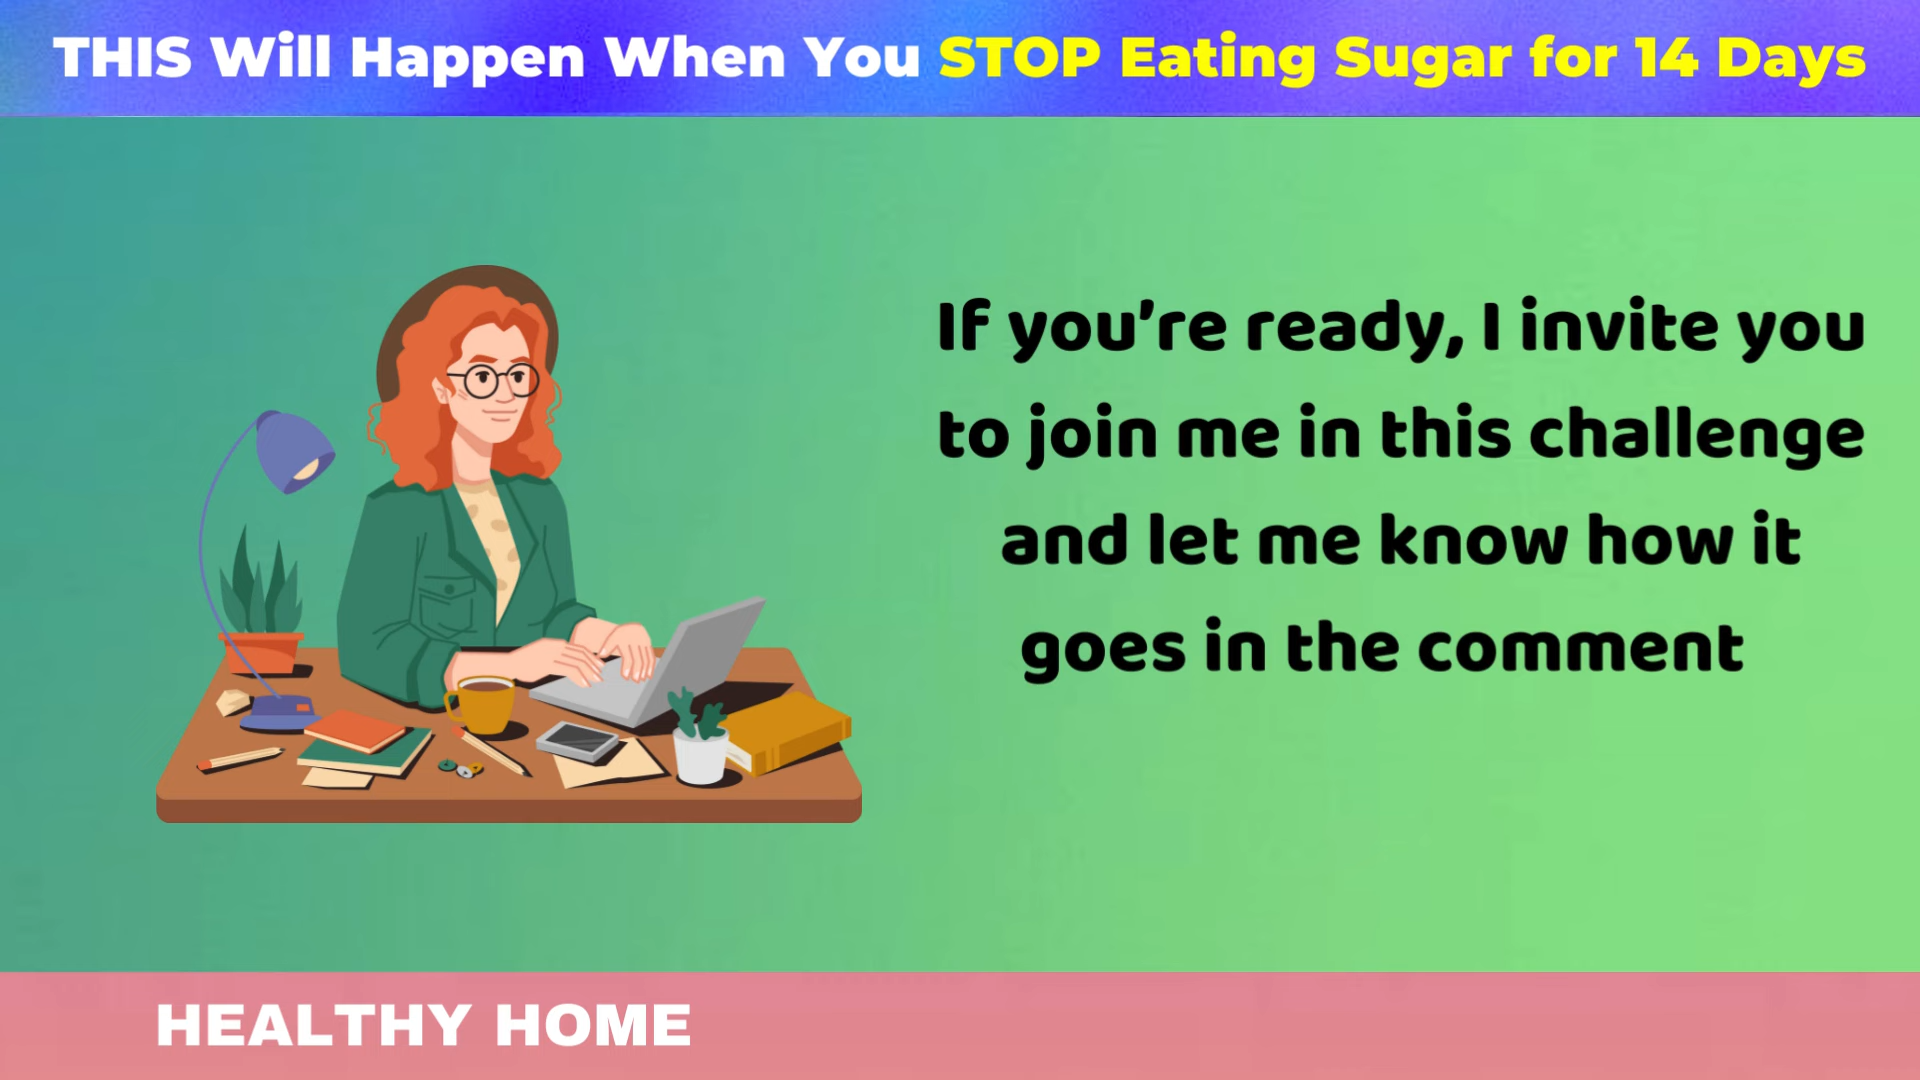 THIS Will Happen When You STOP Eating Sugar for 14 Days
If you’re ready, I invite you
to join me in this challenge
and let me know how it
goes in the comment
HEALTHY HOME